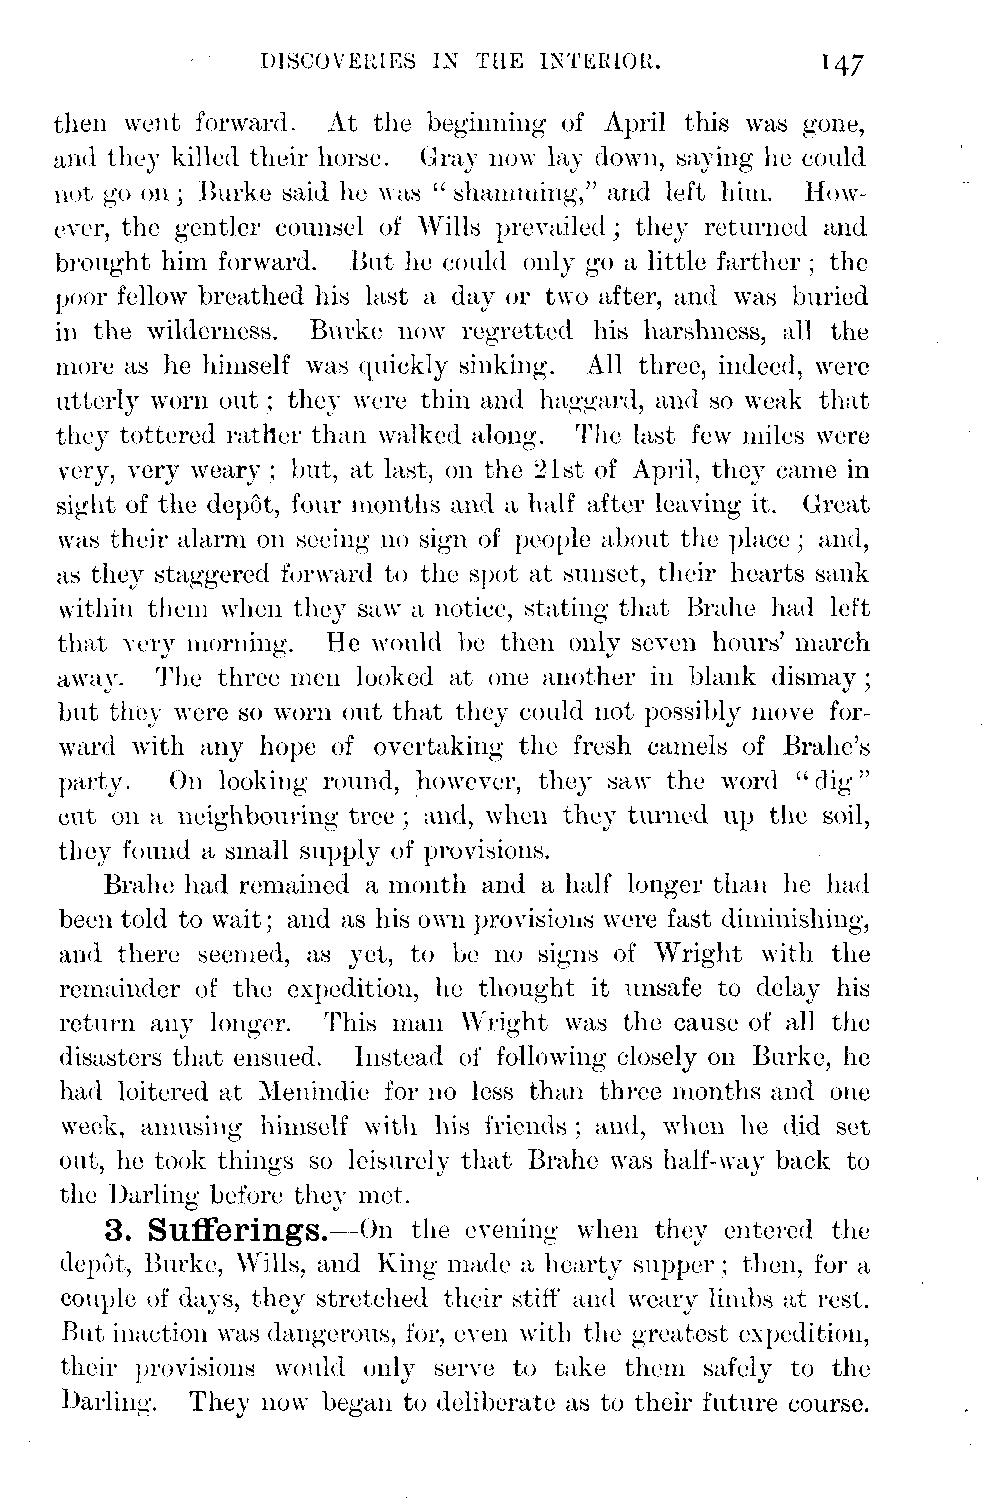 DISCOVERIES IN THE INTERIOR. 147
then went forward. At the beginning of April this was gone,
and they killed their horse. Gray now lay down, saying he could
not go on; Burke said he was “shamming,” and left him. How-
ever, the gentler counsel of Wills prevailed; they returned and
brought him forward. But he could only go a little farther; the
poor fellow breathed his last a day or two after, and was buried
in the wilderness. Burke now regretted his harshness, all the
more as he himself was quickly sinking. All three, indeed, were
utterly worn out; they were thin and haggard, and so weak that
they tottered rather than walked along. The last few miles were
very, very weary; but, at last, on the 21st of April, they came in
sight of the depôt, four months and a half after leaving it. Great
was their alarm on seeing no sign of people about the place; and,
as they staggered forward to the spot at sunset, their hearts sank
within them when they saw a notice, stating that Brahe had left
that very morning. He would be then only seven hours’ march
away. The three men looked at one another in blank dismay;
but they were so worn out that they could not possibly move for-
ward with any hope of overtaking the fresh camels of Brahe’s
party. On looking round, however, they saw the word “dig”
cut on a neighbouring tree; and, when they turned up the soil,
they found a small supply of provisions.
Brahe had remained a month and a half longer than he had
been told to wait; and as his own provisions were fast diminishing,
and there seemed, as yet, to be no signs of Wright with the
remainder of the expedition, he thought it unsafe to delay his
return any longer. This man Wright was the cause of all the
disasters that ensued. Instead of following closely on Burke, he
had loitered at Menindie for no less than three months and one
week, amusing himself with his friends; and, when he did set
out, he took things so leisurely that Brahe was half-way back to
the Darling before they met.
3. Sufferings.—On the evening when they entered the
depôt, Burke, Wills, and King made a hearty supper; then, for a
couple of days, they stretched their stiff and weary limbs at rest.
But inaction was dangerous, for, even with the greatest expedition,
their provisions would only serve to take them safely to the
Darling. They now began to deliberate as to their future course.